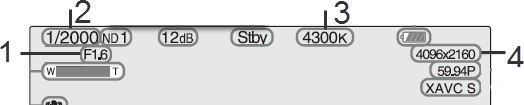 2 3
1/2000 ND1 12dB Stby 4300K
1 F1.6 4096x2160 4
W T 59.94P
XAVC S